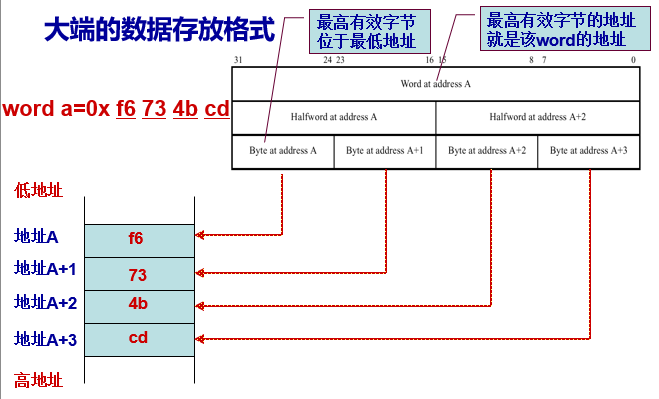 大端的数据存放格式
最高有效字节
位于最低地址
最高有效字节的地址
就是该word的地址
31 24 23 16 15 8 7 0
Word at address A
word a=0x f6 73 4b cd
Halfword at address A Halfword at address A+2
Byte at address A Byte at address A+1 Byte at address A+2 Byte at address A+3
低地址
地址A f6
地址A+1 73
地址A+2 4b
地址A+3 cd
高地址